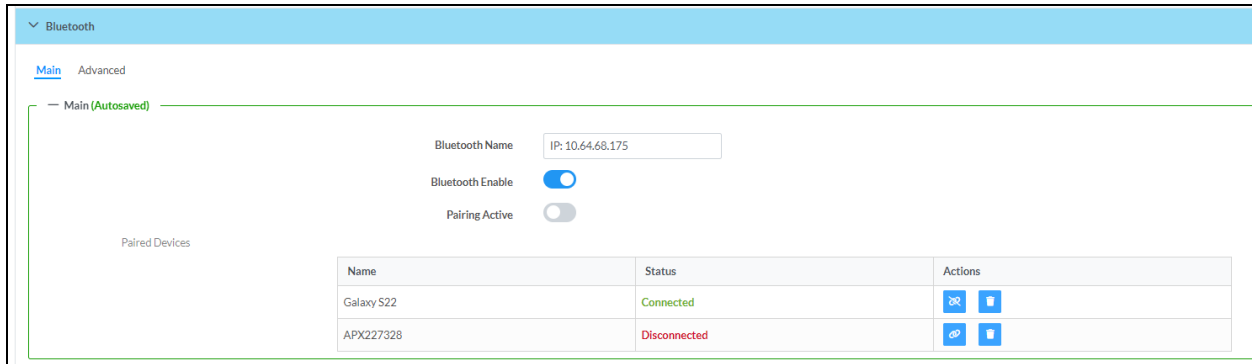 Bluetooth
Main Advanced
Main (Autosaved)
Bluetooth Name IP: 10.64.68.175
Bluetooth Enable
Pairing Active
Paired Devices
Name Status Actions
Galaxy S22 Connected
APX227328 Disconnected